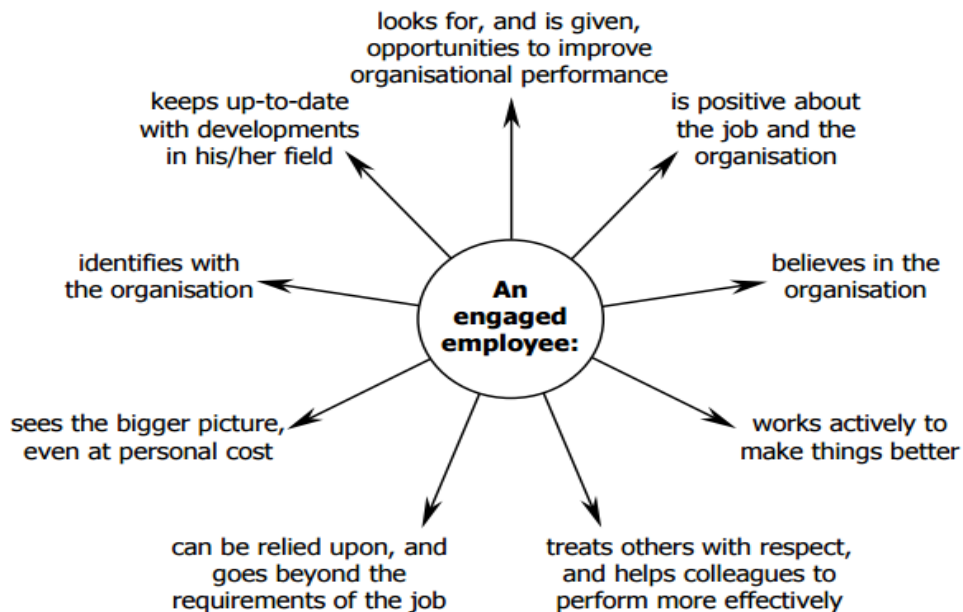 looks for, and is given,
opportunities to improve
organisational performance
is positive about
the job and the
organisation
believes in the
organisation
works actively to
make things better
treats others with respect,
and helps colleagues to
perform more effectively
can be relied upon, and
goes beyond the
requirements of the job
sees the bigger picture,
even at personal cost
identifies with
the organisation
keeps up-to-date
with developments
in his/her field
An
engaged
employee: